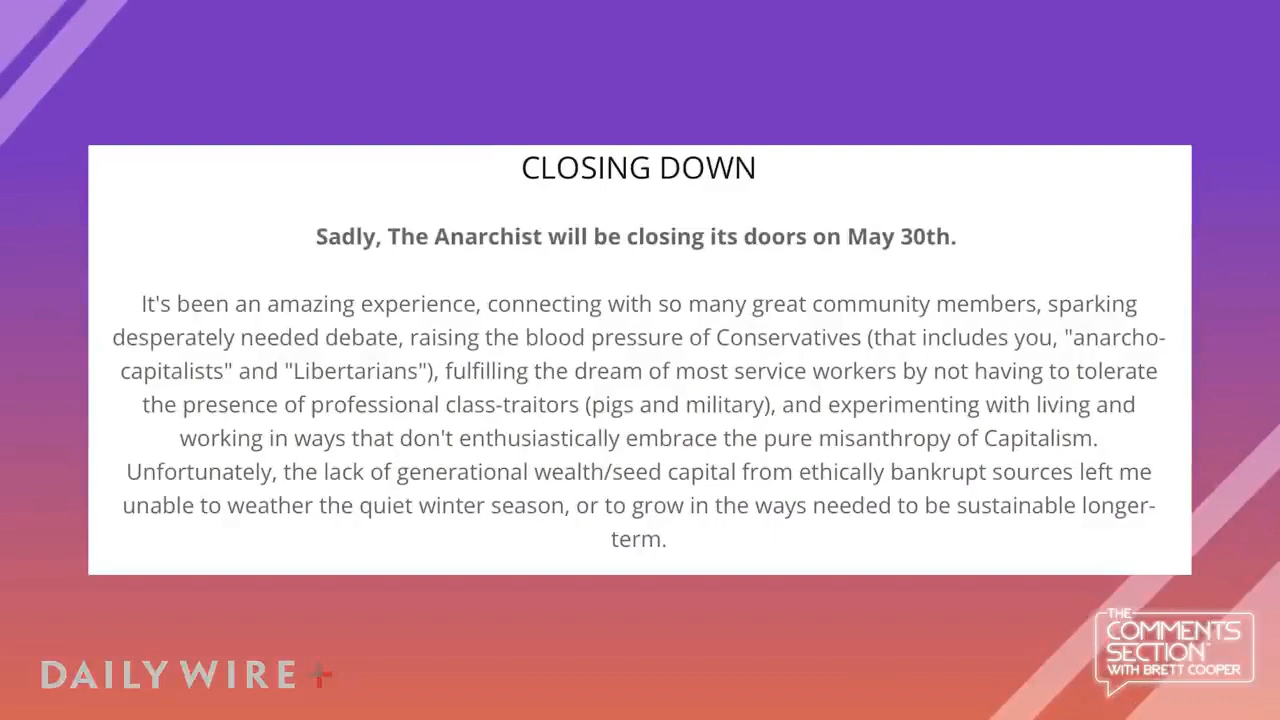 CLOSING DOWN
Sadly, The Anarchist will be closing its doors on May 30th.
It's been an amazing experience, connecting with so many great community members, sparking
desperately needed debate, raising the blood pressure of Conservatives (that includes you, "anarcho-
capitalists" and "Libertarians"), fulfilling the dream of most service workers by not having to tolerate
the presence of professional class-traitors (pigs and military), and experimenting with living and
working in ways that don't enthusiastically embrace the pure misanthropy of Capitalism.
Unfortunately, the lack of generational wealth/seed capital from ethically bankrupt sources left me
unable to weather the quiet winter season, or to grow in the ways needed to be sustainable longer-
term.
DAILY WIRE +
THE
COMMENTS
SECTION™
WITH BRETT COOPER